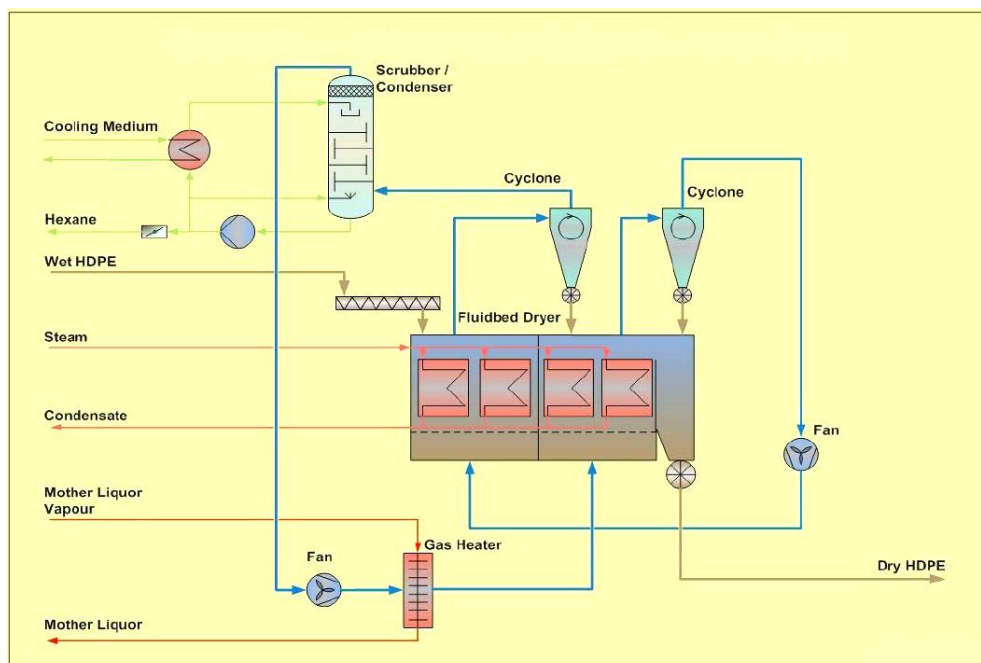 Scrubber /
Condenser
Cooling Medium
Cyclone
Cyclone
Hexane
Wet HDPE
Fluidbed Dryer
Steam
Condensate
Fan
Mother Liquor
Vapour
Gas Heater
Fan
Dry HDPE
Mother Liquor